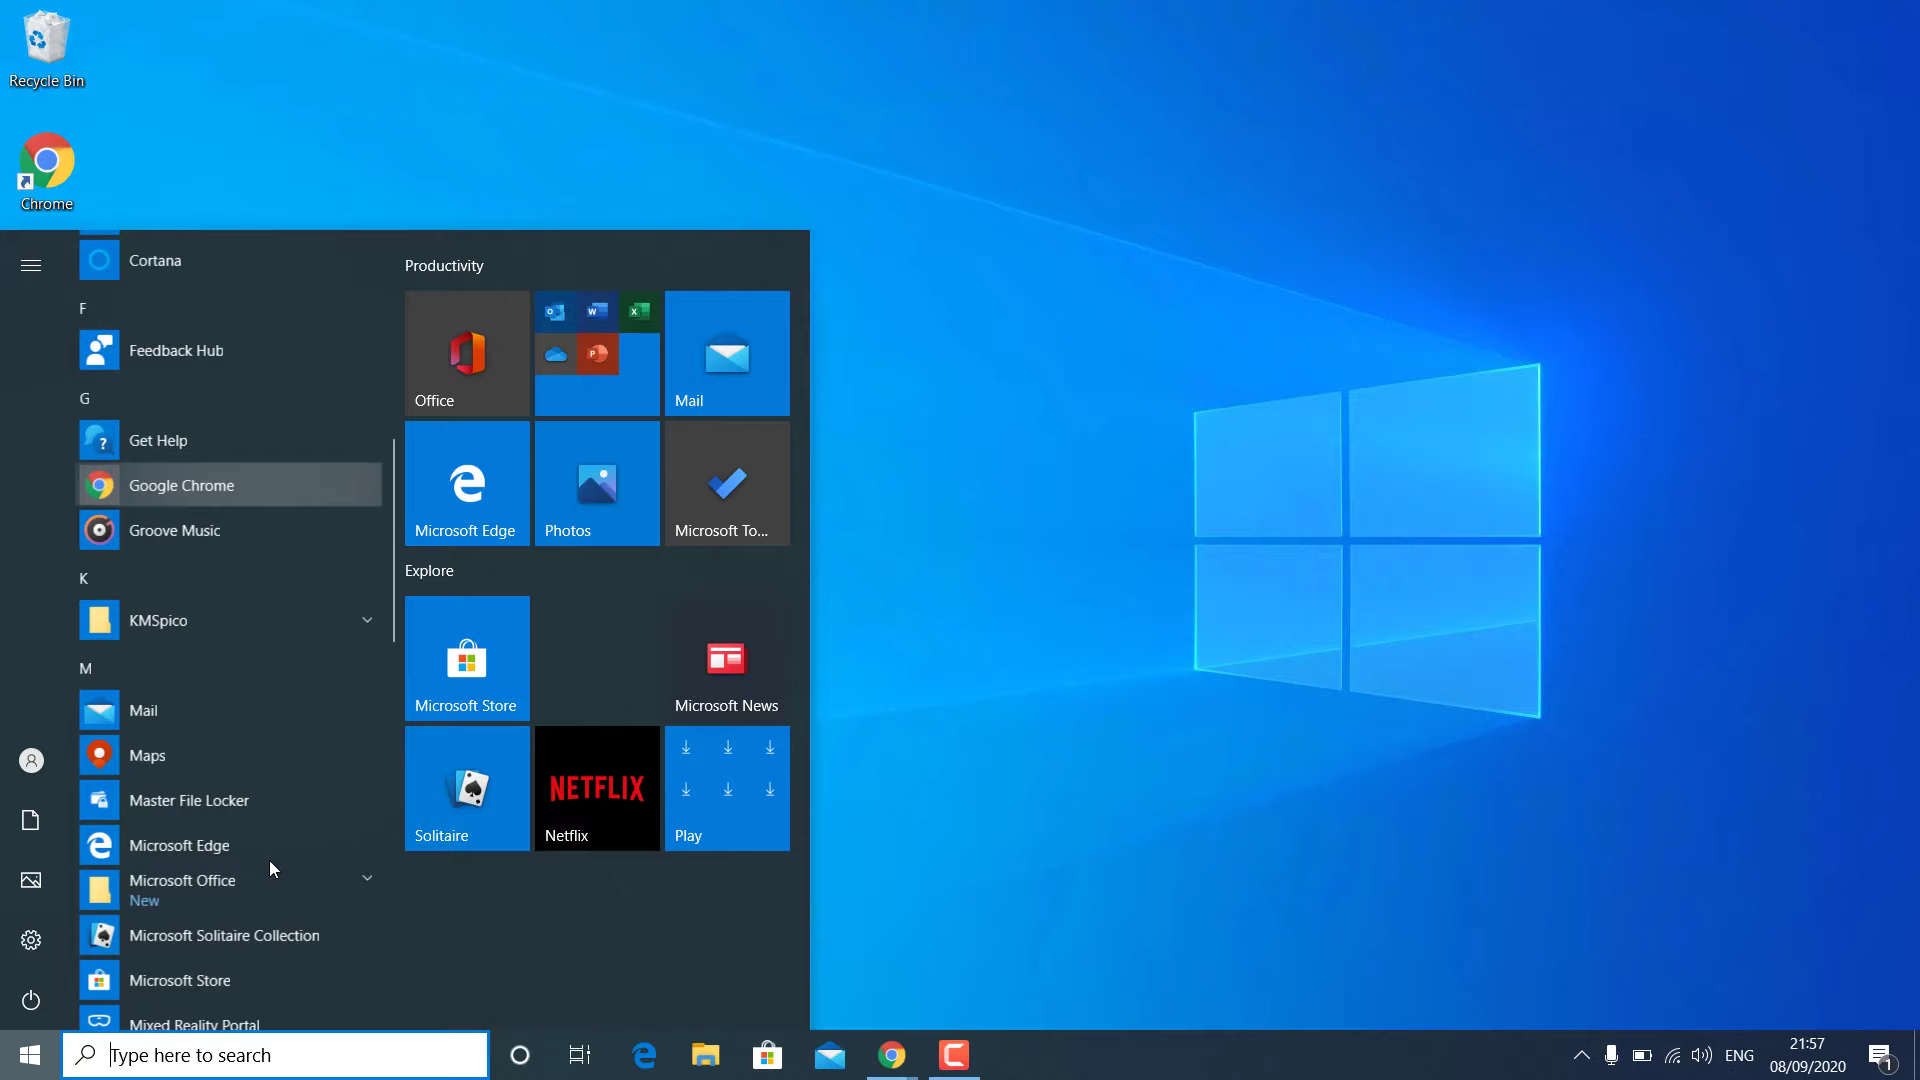 Recycle Bin
Chrome
Cortana
F
Feedback Hub
G
Get Help
Google Chrome
Groove Music
K
KMSpico
M
Mail
Maps
Master File Locker
Microsoft Edge
Microsoft Office
New
Microsoft Solitaire Collection
Microsoft Store
Mixed Reality Portal
Productivity
Office
Mail
Microsoft Edge
Photos
Microsoft To...
Explore
Microsoft Store
Microsoft News
Solitaire
NETFLIX
Netflix
Play
Type here to search
ENG
21:57
08/09/2020
1